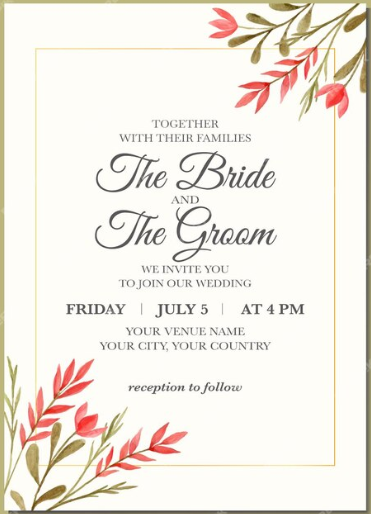 TOGETHER
WITH THEIR FAMILIES
The Bride
AND
The Groom
WE INVITE YOU
TO JOIN OUR WEDDING
FRIDAY | JULY 5 | AT 4 PM
YOUR VENUE NAME
YOUR CITY, YOUR COUNTRY
reception to follow